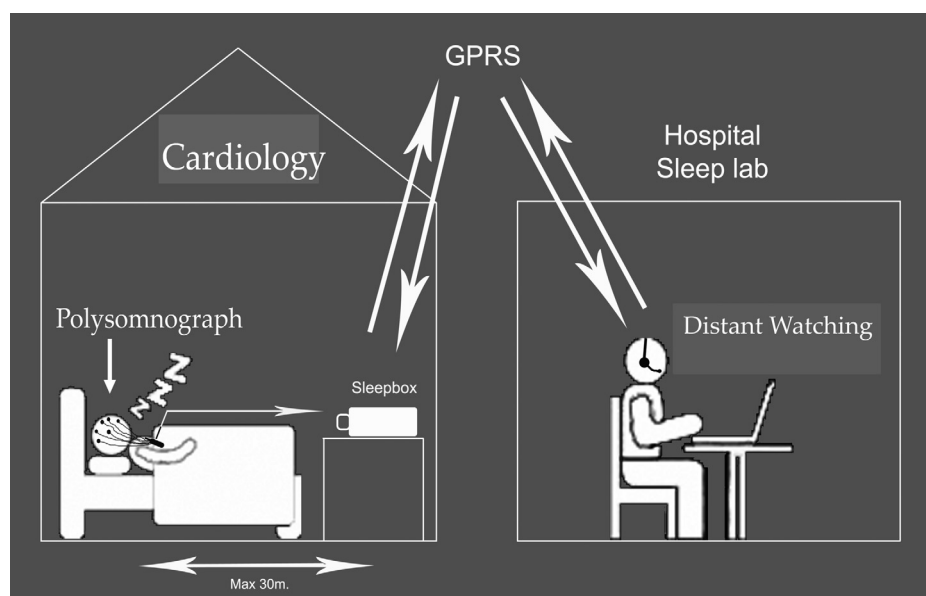 GPRS
Cardiology
Hospital
Sleep lab
Polysomnograph
Distant Watching
Z Z Z
Sleepbox
Max 30m.